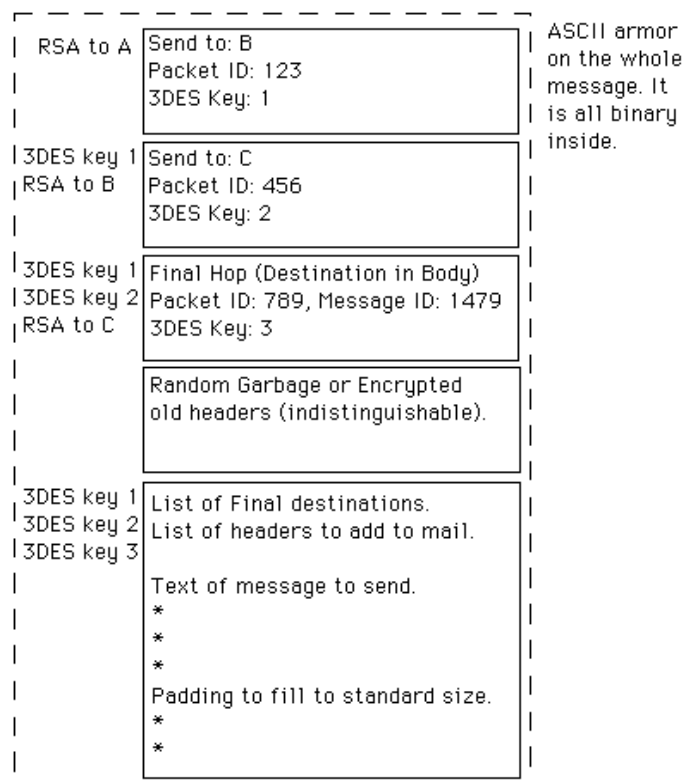 RSA to A
Send to: B
Packet ID: 123
3DES Key: 1
ASCII armor
on the whole
message. It
is all binary
inside.
3DES key 1
RSA to B
Send to: C
Packet ID: 456
3DES Key: 2
3DES key 1
3DES key 2
RSA to C
Final Hop (Destination in Body)
Packet ID: 789, Message ID: 1479
3DES Key: 3
Random Garbage or Encrypted
old headers (indistinguishable).
3DES key 1
3DES key 2
3DES key 3
List of Final destinations.
List of headers to add to mail.
Text of message to send.
*
*
*
Padding to fill to standard size.
*
*